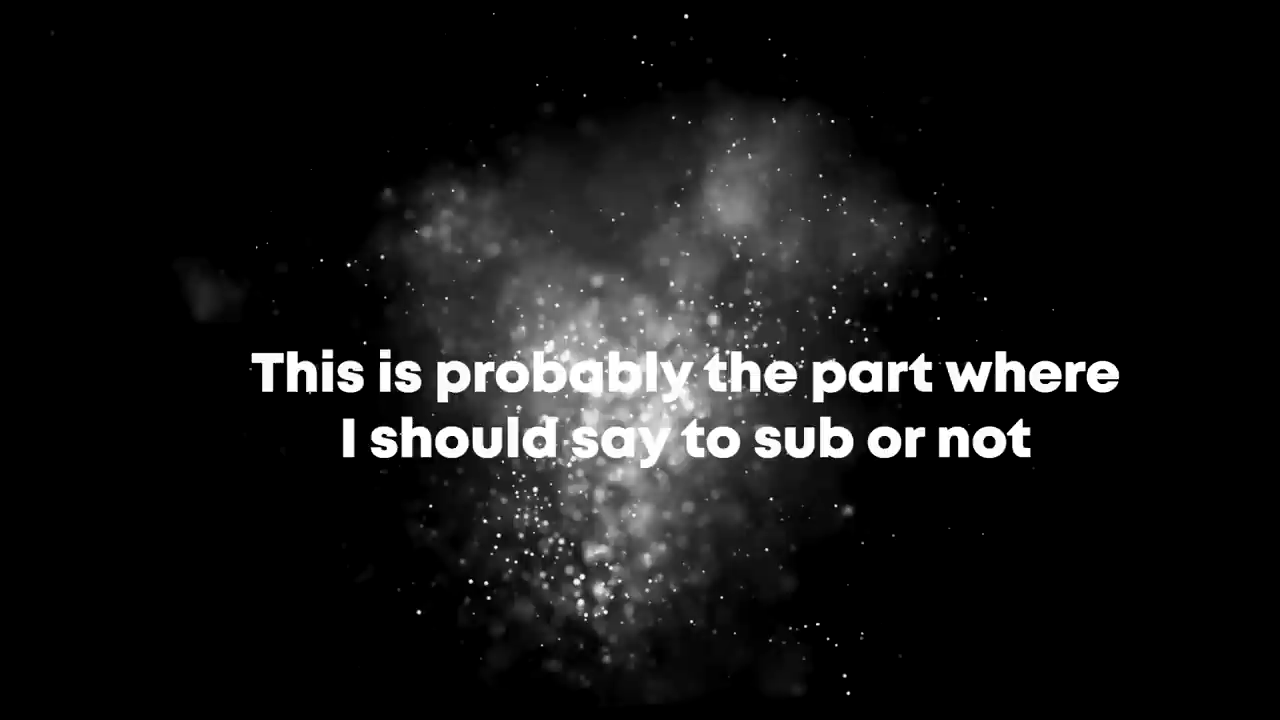 This is probably the part where
I should say to sub or not